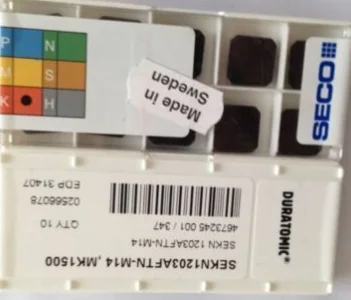 P N
M S
K H
Made in
Sweden
SECO
DURATOMIC®
SEKN1203AFTN-M14, MK1500
SEKN 1203AFTN-M14
4673245 001 / 347
QTY 10
02566078
EDP 31407